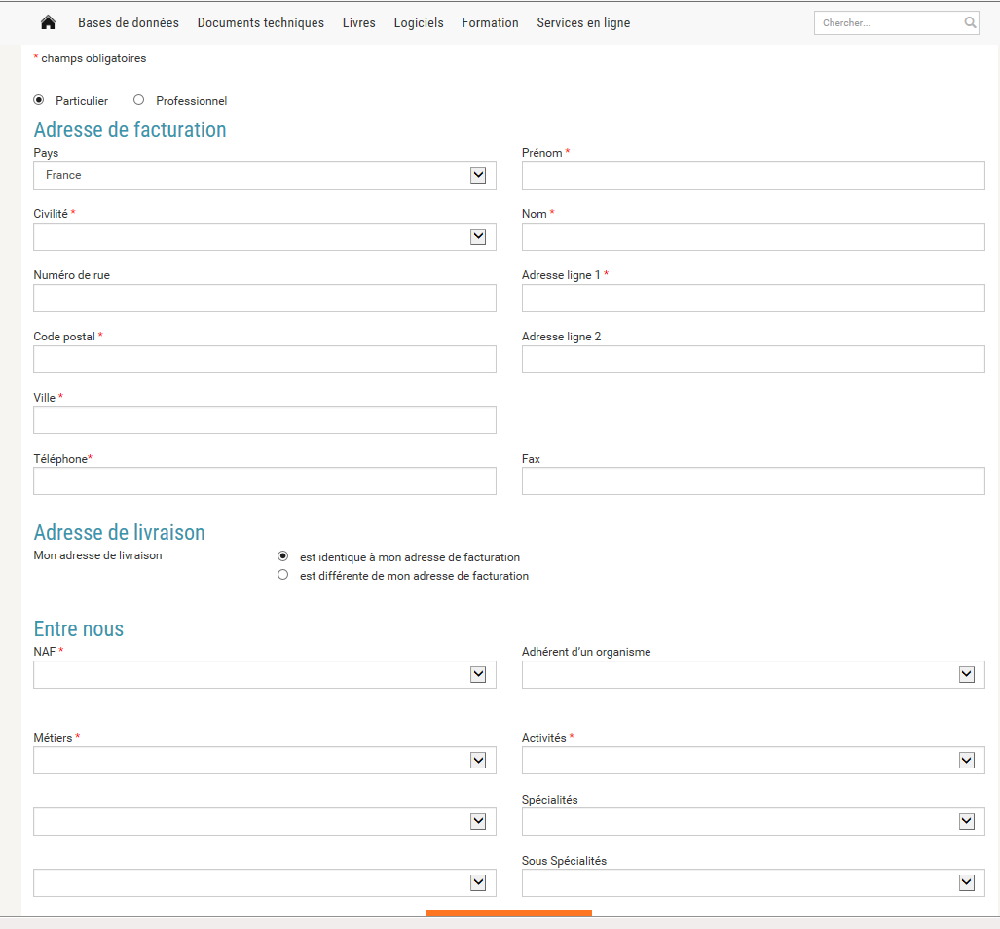 Bases de données Documents techniques Livres Logiciels Formation Services en ligne Chercher...
* champs obligatoires
Particulier Professionnel
Adresse de facturation
Pays Prénom *
France
Civilité * Nom *
Numéro de rue Adresse ligne 1 *
Code postal * Adresse ligne 2
Ville *
Téléphone* Fax
Adresse de livraison
Mon adresse de livraison est identique à mon adresse de facturation
est différente de mon adresse de facturation
Entre nous
NAF * Adhérent d’un organisme
Métiers * Activités *
Spécialités
Sous Spécialités